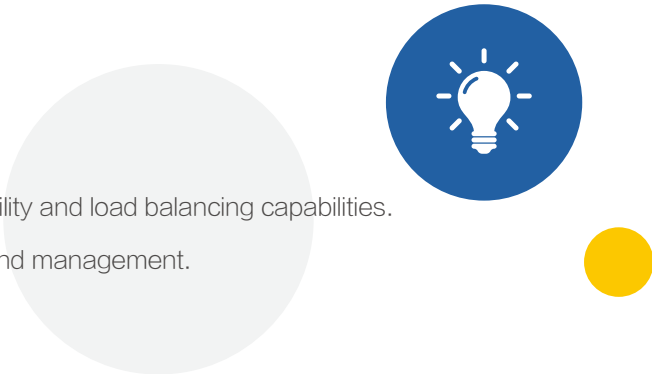 ility and load balancing capabilities.
nd management.